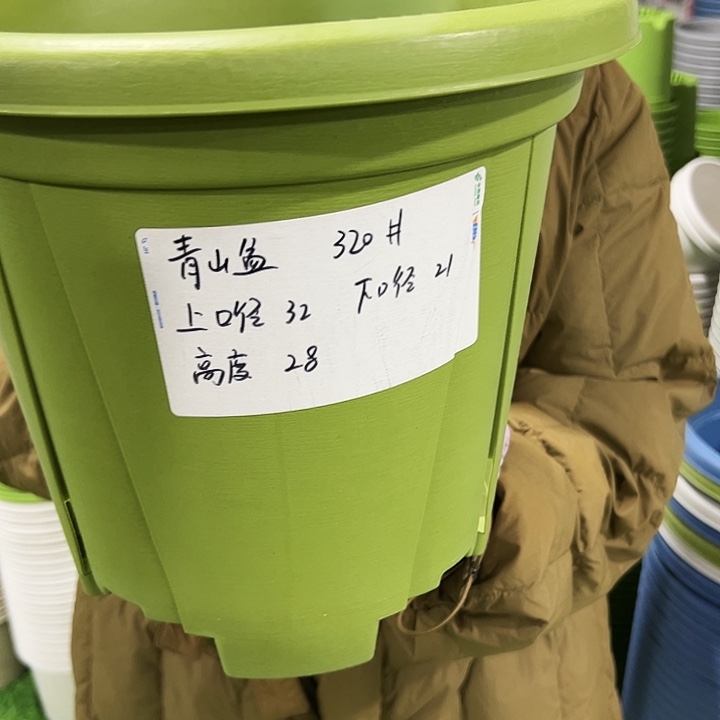 青山盆 320#
上口径 32 下口径 21
高度 28